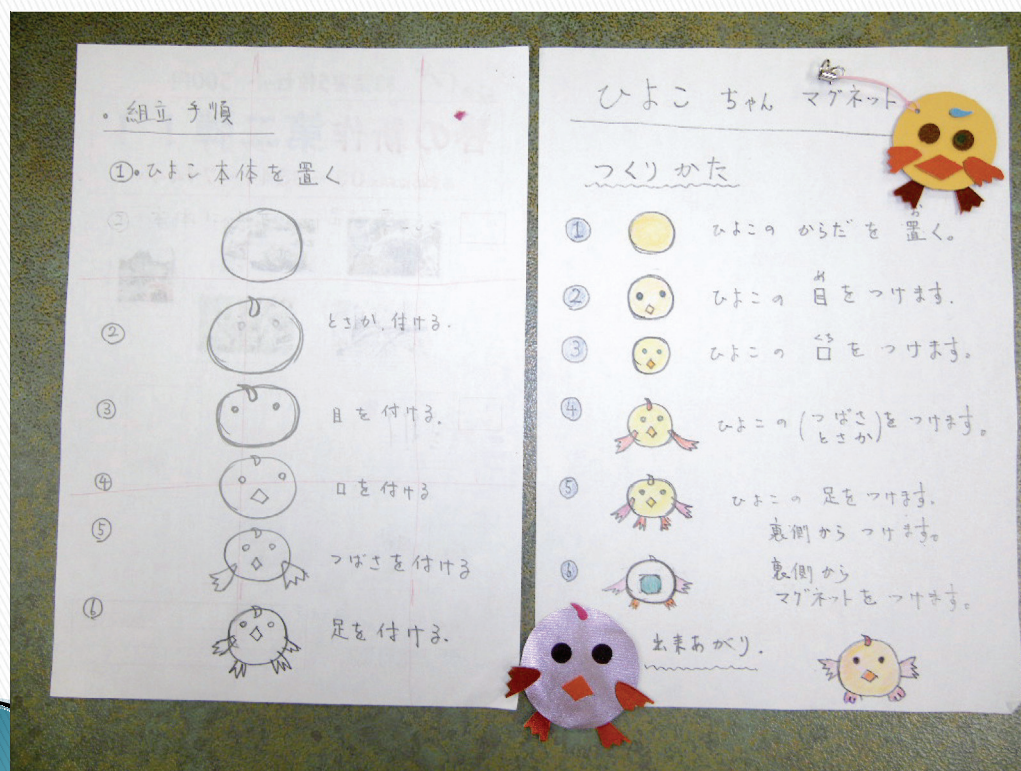 ・組立手順
①・ひよこ本体を置く
② とさか、付ける.
③ 目を付ける.
④ 口を付ける
⑤ つばさを付ける
⑥ 足を付ける.
ひよこちゃん マグネット
つくりかた
① ひよこの からだを 置く。
お
② ひよこの 目をつけます.
め
③ ひよこの 口を つけます。
くち
④ ひよこの(つばさ とさか)をつけます。
⑤ ひよこの 足をつけます.
裏側からつけます。
⑥ 裏側から
マグネットを つけます。
出来あがり.